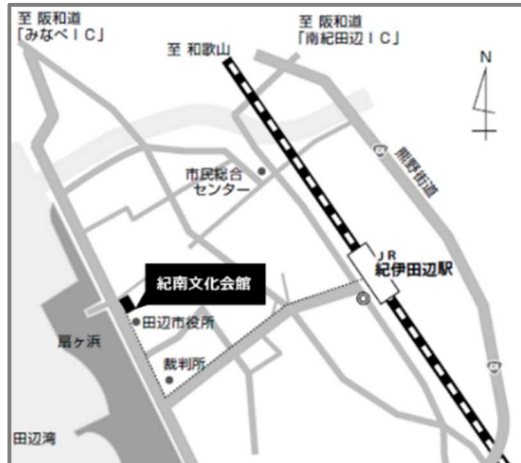 至 阪和道
「みなべIC」
至 和歌山
至 阪和道
「南紀田辺IC」
N
熊野街道
市民総合
センター
JR
紀伊田辺駅
紀南文化会館
田辺市役所
扇ヶ浜
裁判所
田辺湾